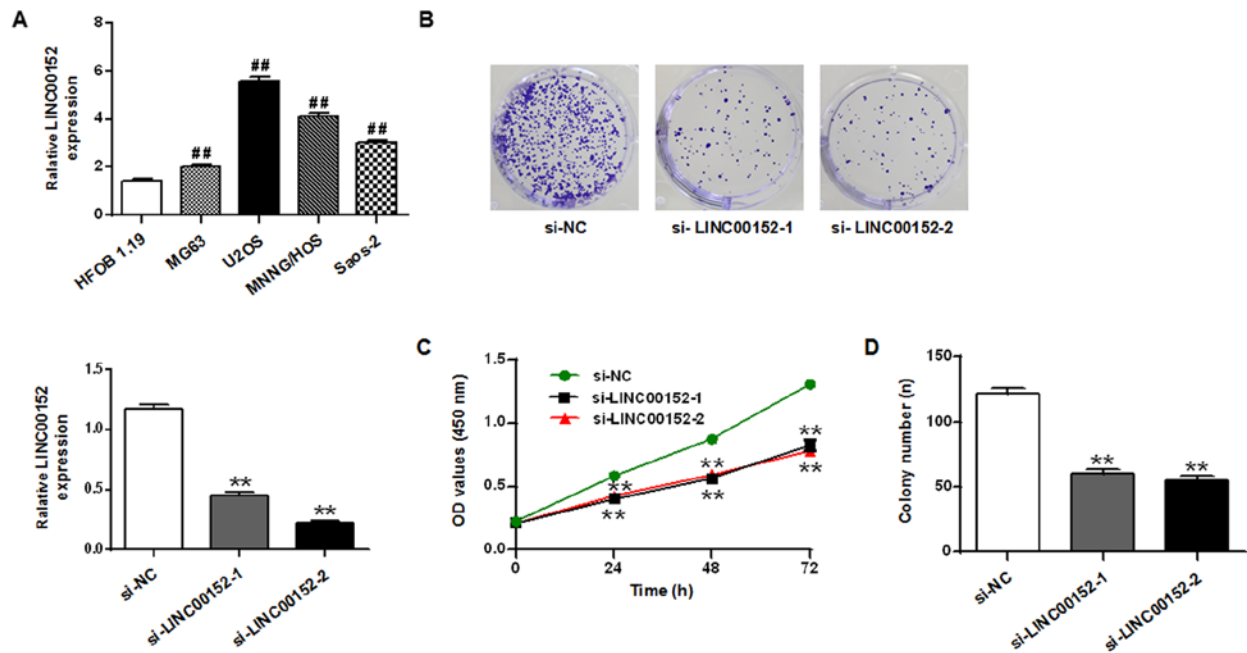 A
Ralative LINC00152
expression
8
6
4
2
0
##
##
##
##
HFOB 1.19
MG63
U2OS
MNNG/HOS
Saos-2
B
si-NC
si- LINC00152-1
si- LINC00152-2
Ralative LINC00152
expression
1.5
1.0
0.5
0.0
**
**
si-NC
si-LINC00152-1
si-LINC00152-2
C
OD values (450 nm)
1.5
1.0
0.5
0.0
si-NC
si-LINC00152-1
si-LINC00152-2
**
**
**
**
**
**
0
24
48
72
Time (h)
D
Colony number (n)
150
100
50
0
**
**
si-NC
si-LINC00152-1
si-LINC00152-2